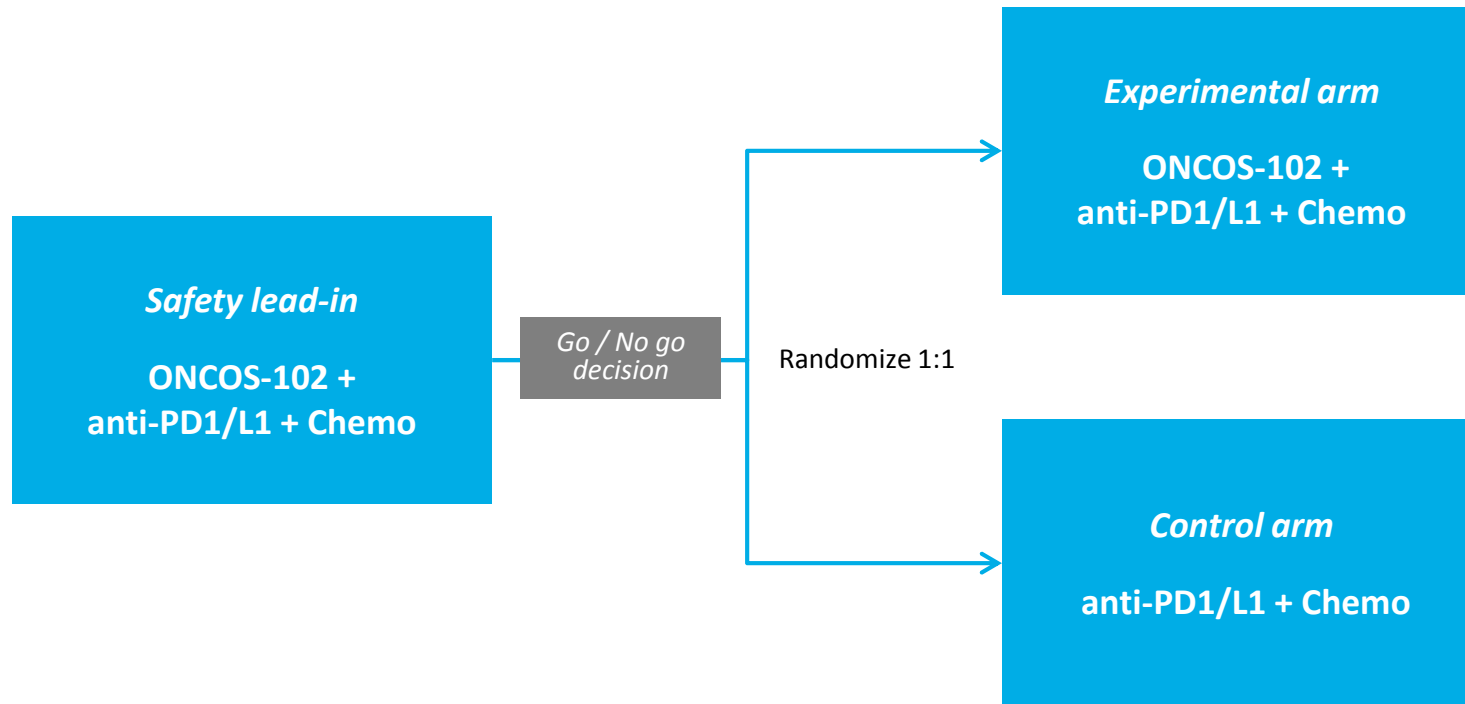 Safety lead-in
ONCOS-102 +
anti-PD1/L1 + Chemo
Go / No go
decision
Randomize 1:1
Experimental arm
ONCOS-102 +
anti-PD1/L1 + Chemo
Control arm
anti-PD1/L1 + Chemo